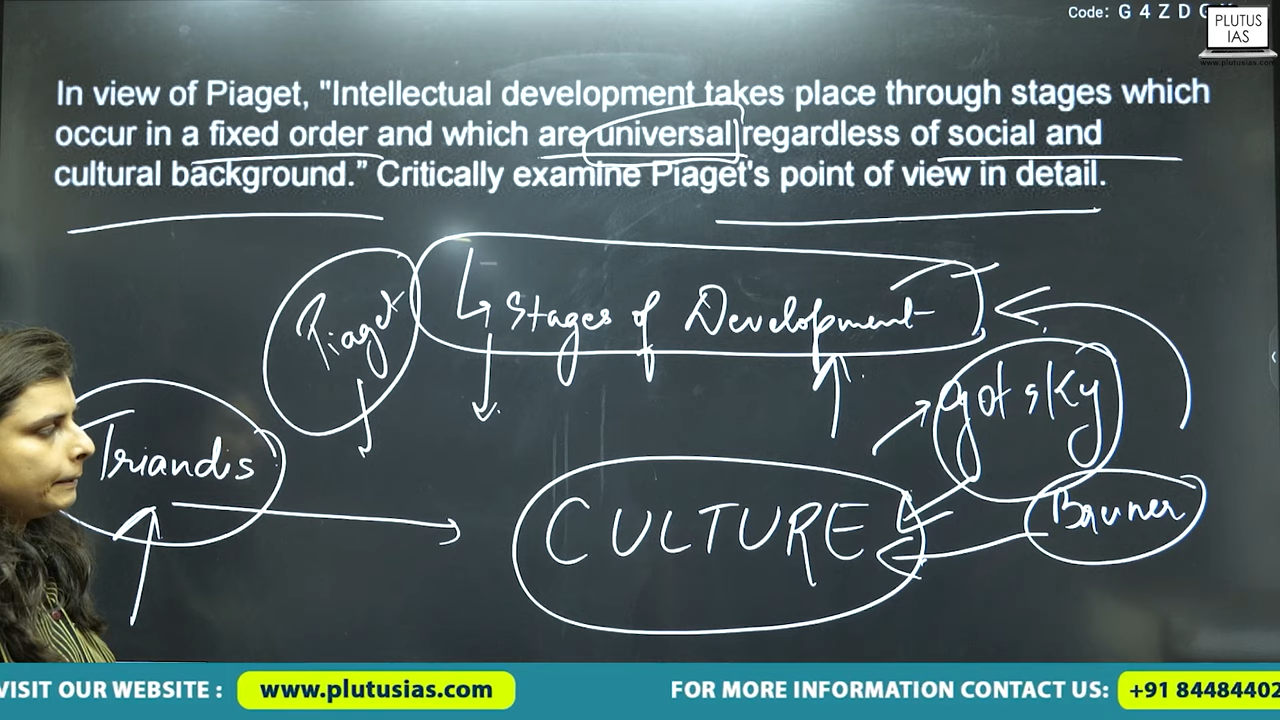 Code: G 4 Z D G
PLUTUS
IAS
www.plutusias.com
In view of Piaget, "Intellectual development takes place through stages which
occur in a fixed order and which are universal regardless of social and
cultural background.” Critically examine Piaget's point of view in detail.
Piaget
Stages of Development
Triandis
gotsky
CULTURE
VISIT OUR WEBSITE :
www.plutusias.com
FOR MORE INFORMATION CONTACT US:
+91 84484402